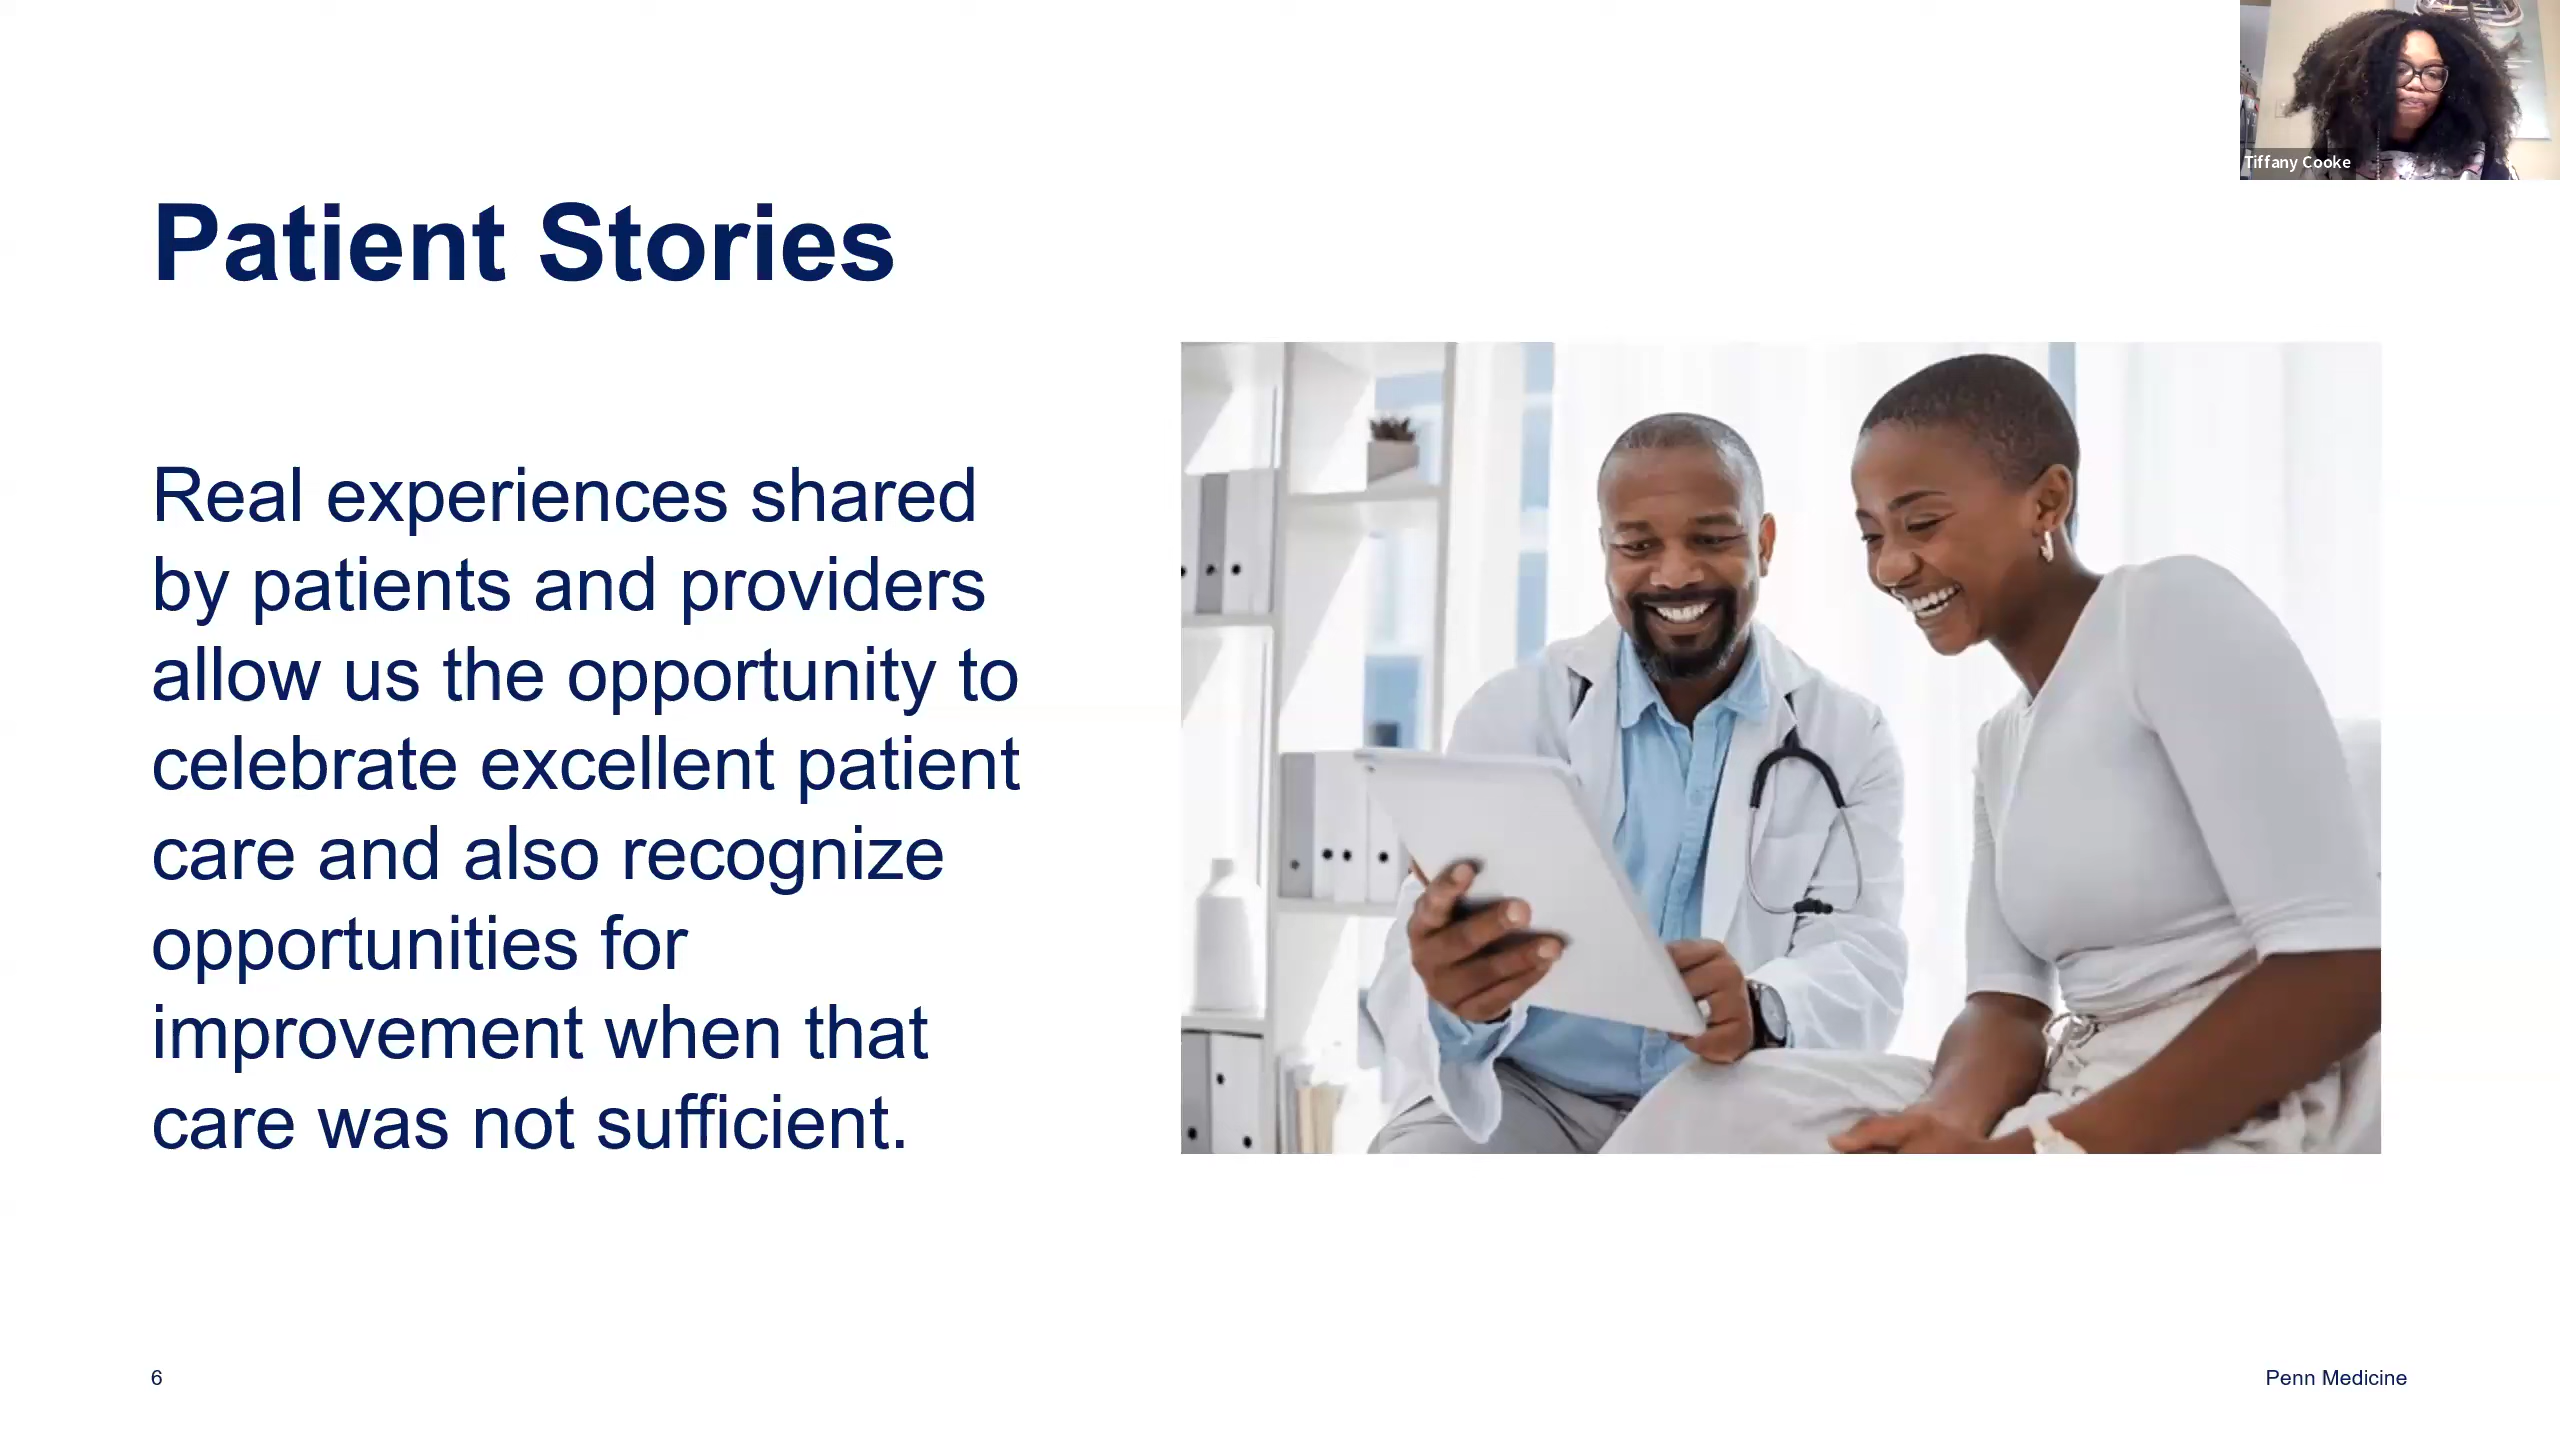 Tiffany Cooke
Patient Stories
Real experiences shared
by patients and providers
allow us the opportunity to
celebrate excellent patient
care and also recognize
opportunities for
improvement when that
care was not sufficient.
6
Penn Medicine